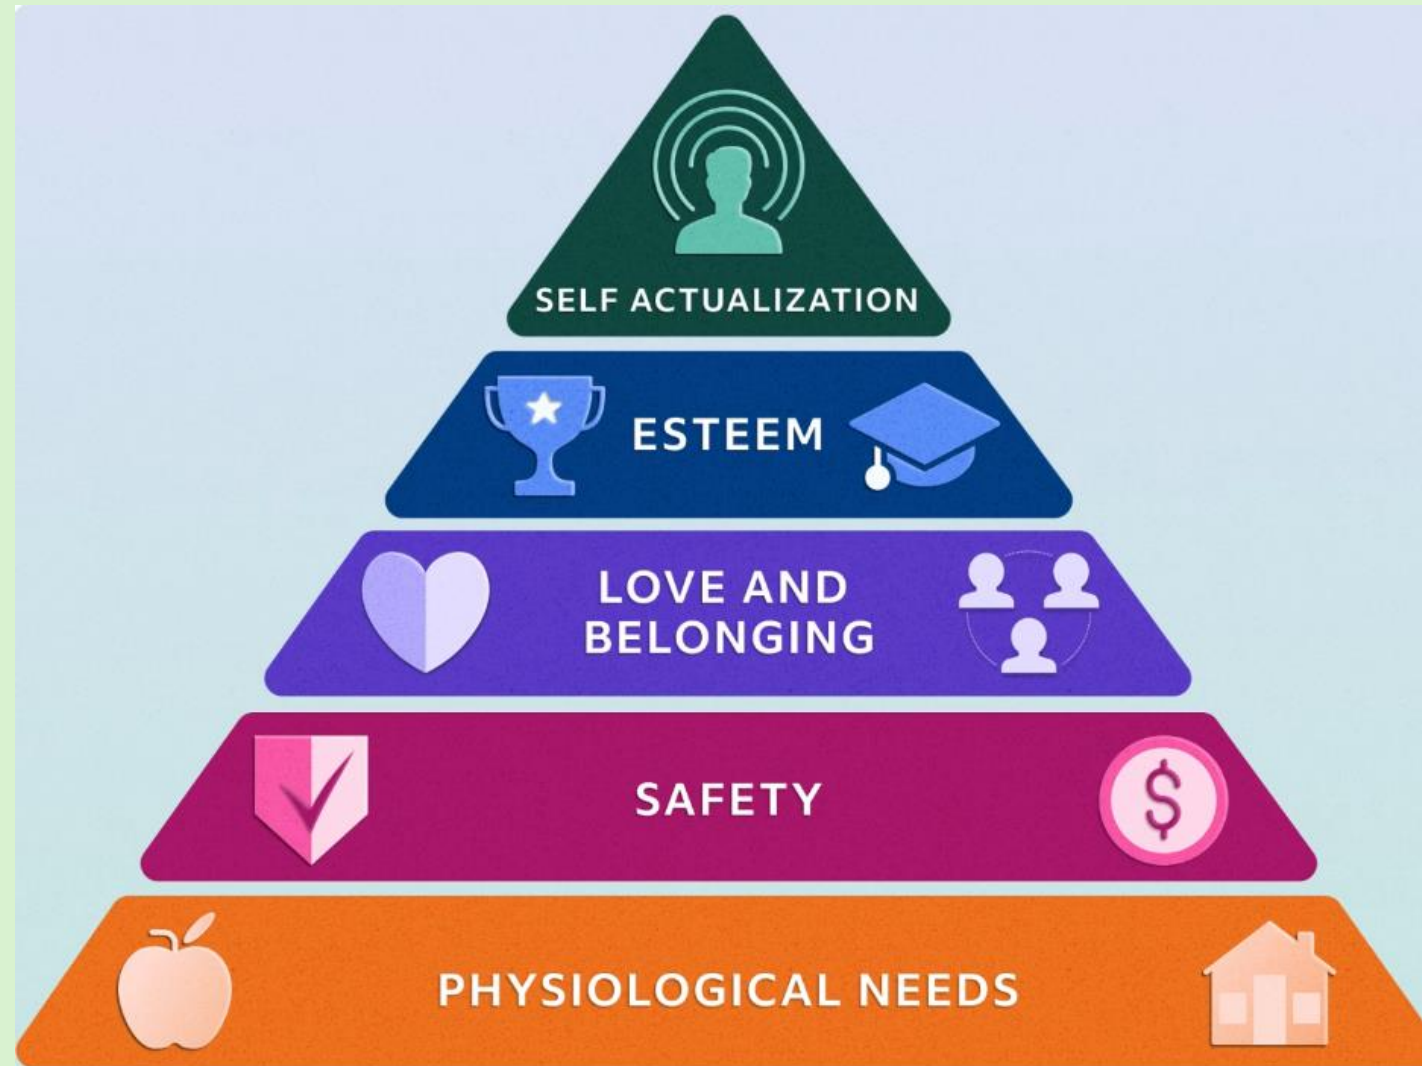 SELF ACTUALIZATION
ESTEEM
LOVE AND
BELONGING
SAFETY
$
PHYSIOLOGICAL NEEDS